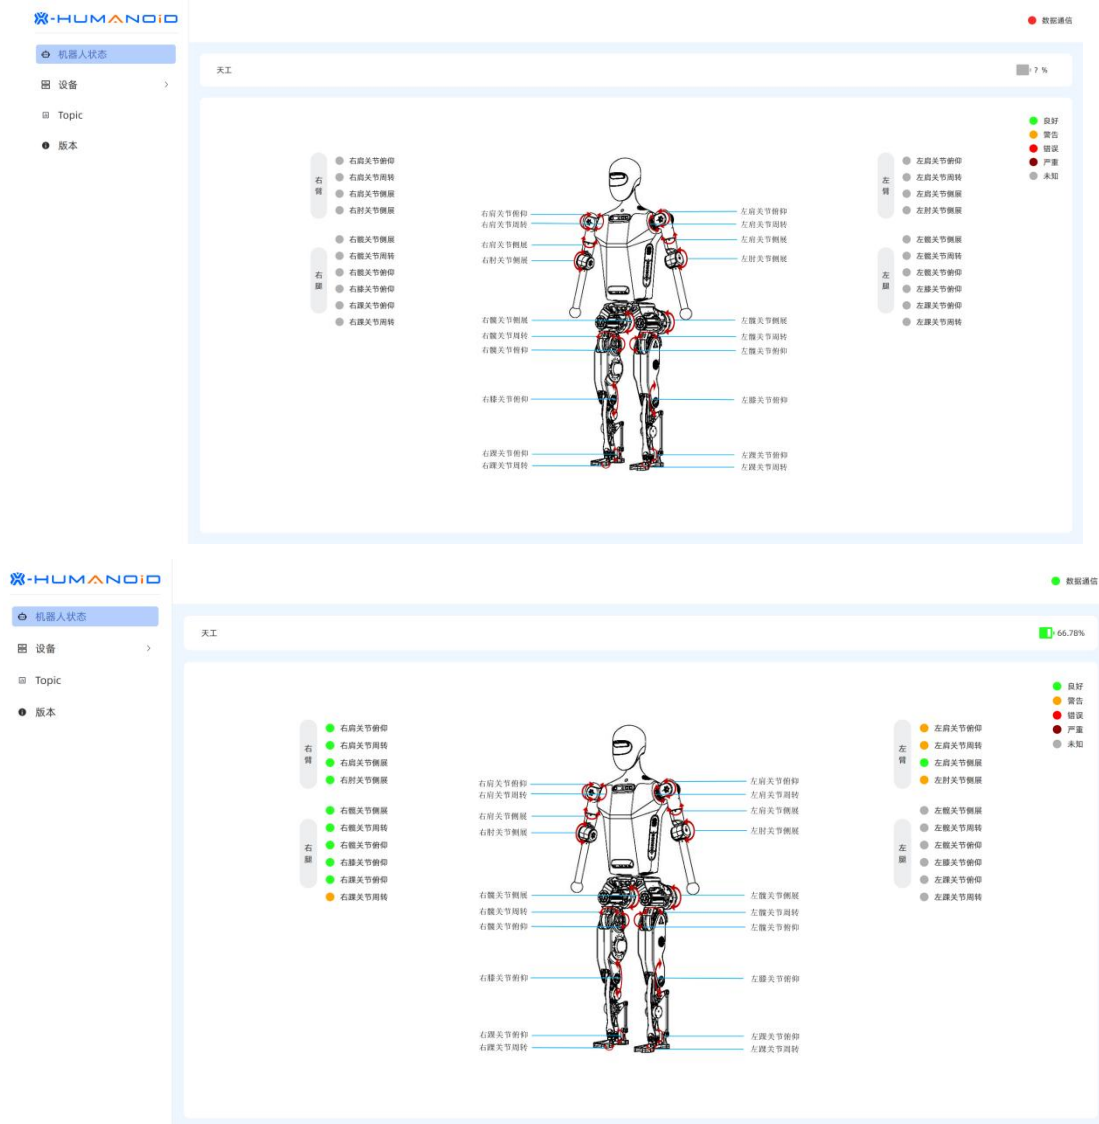 X-HUMANOID
数据通信
机器人状态
设备
Topic
版本
天工
? %
良好
警告
错误
严重
未知
右臂
右肩关节俯仰
右肩关节周转
右肩关节侧展
右肘关节侧展
右腿
右髋关节侧展
右髋关节周转
右髋关节俯仰
右膝关节俯仰
右踝关节俯仰
右踝关节周转
右肩关节俯仰
右肩关节周转
右肩关节侧展
右肘关节侧展
右髋关节侧展
右髋关节周转
右髋关节俯仰
右膝关节俯仰
右踝关节俯仰
右踝关节周转
左肩关节俯仰
左肩关节周转
左肩关节侧展
左肘关节侧展
左髋关节侧展
左髋关节周转
左髋关节俯仰
左膝关节俯仰
左踝关节俯仰
左踝关节周转
左臂
左肩关节俯仰
左肩关节周转
左肩关节侧展
左肘关节侧展
左腿
左髋关节侧展
左髋关节周转
左髋关节俯仰
左膝关节俯仰
左踝关节俯仰
左踝关节周转
X-HUMANOID
数据通信
机器人状态
设备
Topic
版本
天工
66.78%
良好
警告
错误
严重
未知
右臂
右肩关节俯仰
右肩关节周转
右肩关节侧展
右肘关节侧展
右腿
右髋关节侧展
右髋关节周转
右髋关节俯仰
右膝关节俯仰
右踝关节俯仰
右踝关节周转
右肩关节俯仰
右肩关节周转
右肩关节侧展
右肘关节侧展
右髋关节侧展
右髋关节周转
右髋关节俯仰
右膝关节俯仰
右踝关节俯仰
右踝关节周转
左肩关节俯仰
左肩关节周转
左肩关节侧展
左肘关节侧展
左髋关节侧展
左髋关节周转
左髋关节俯仰
左膝关节俯仰
左踝关节俯仰
左踝关节周转
左臂
左肩关节俯仰
左肩关节周转
左肩关节侧展
左肘关节侧展
左腿
左髋关节侧展
左髋关节周转
左髋关节俯仰
左膝关节俯仰
左踝关节俯仰
左踝关节周转